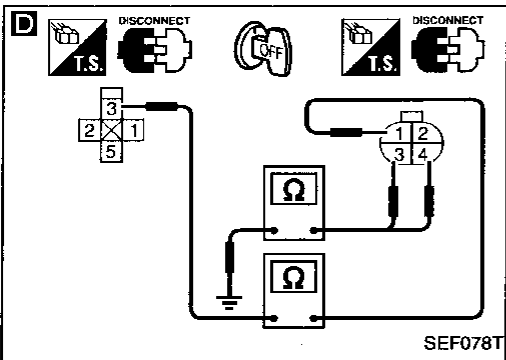 D
DISCONNECT
T.S.
OFF
DISCONNECT
T.S.
3
2 1
5
1 2
3 4
Ω
Ω
SEF078T